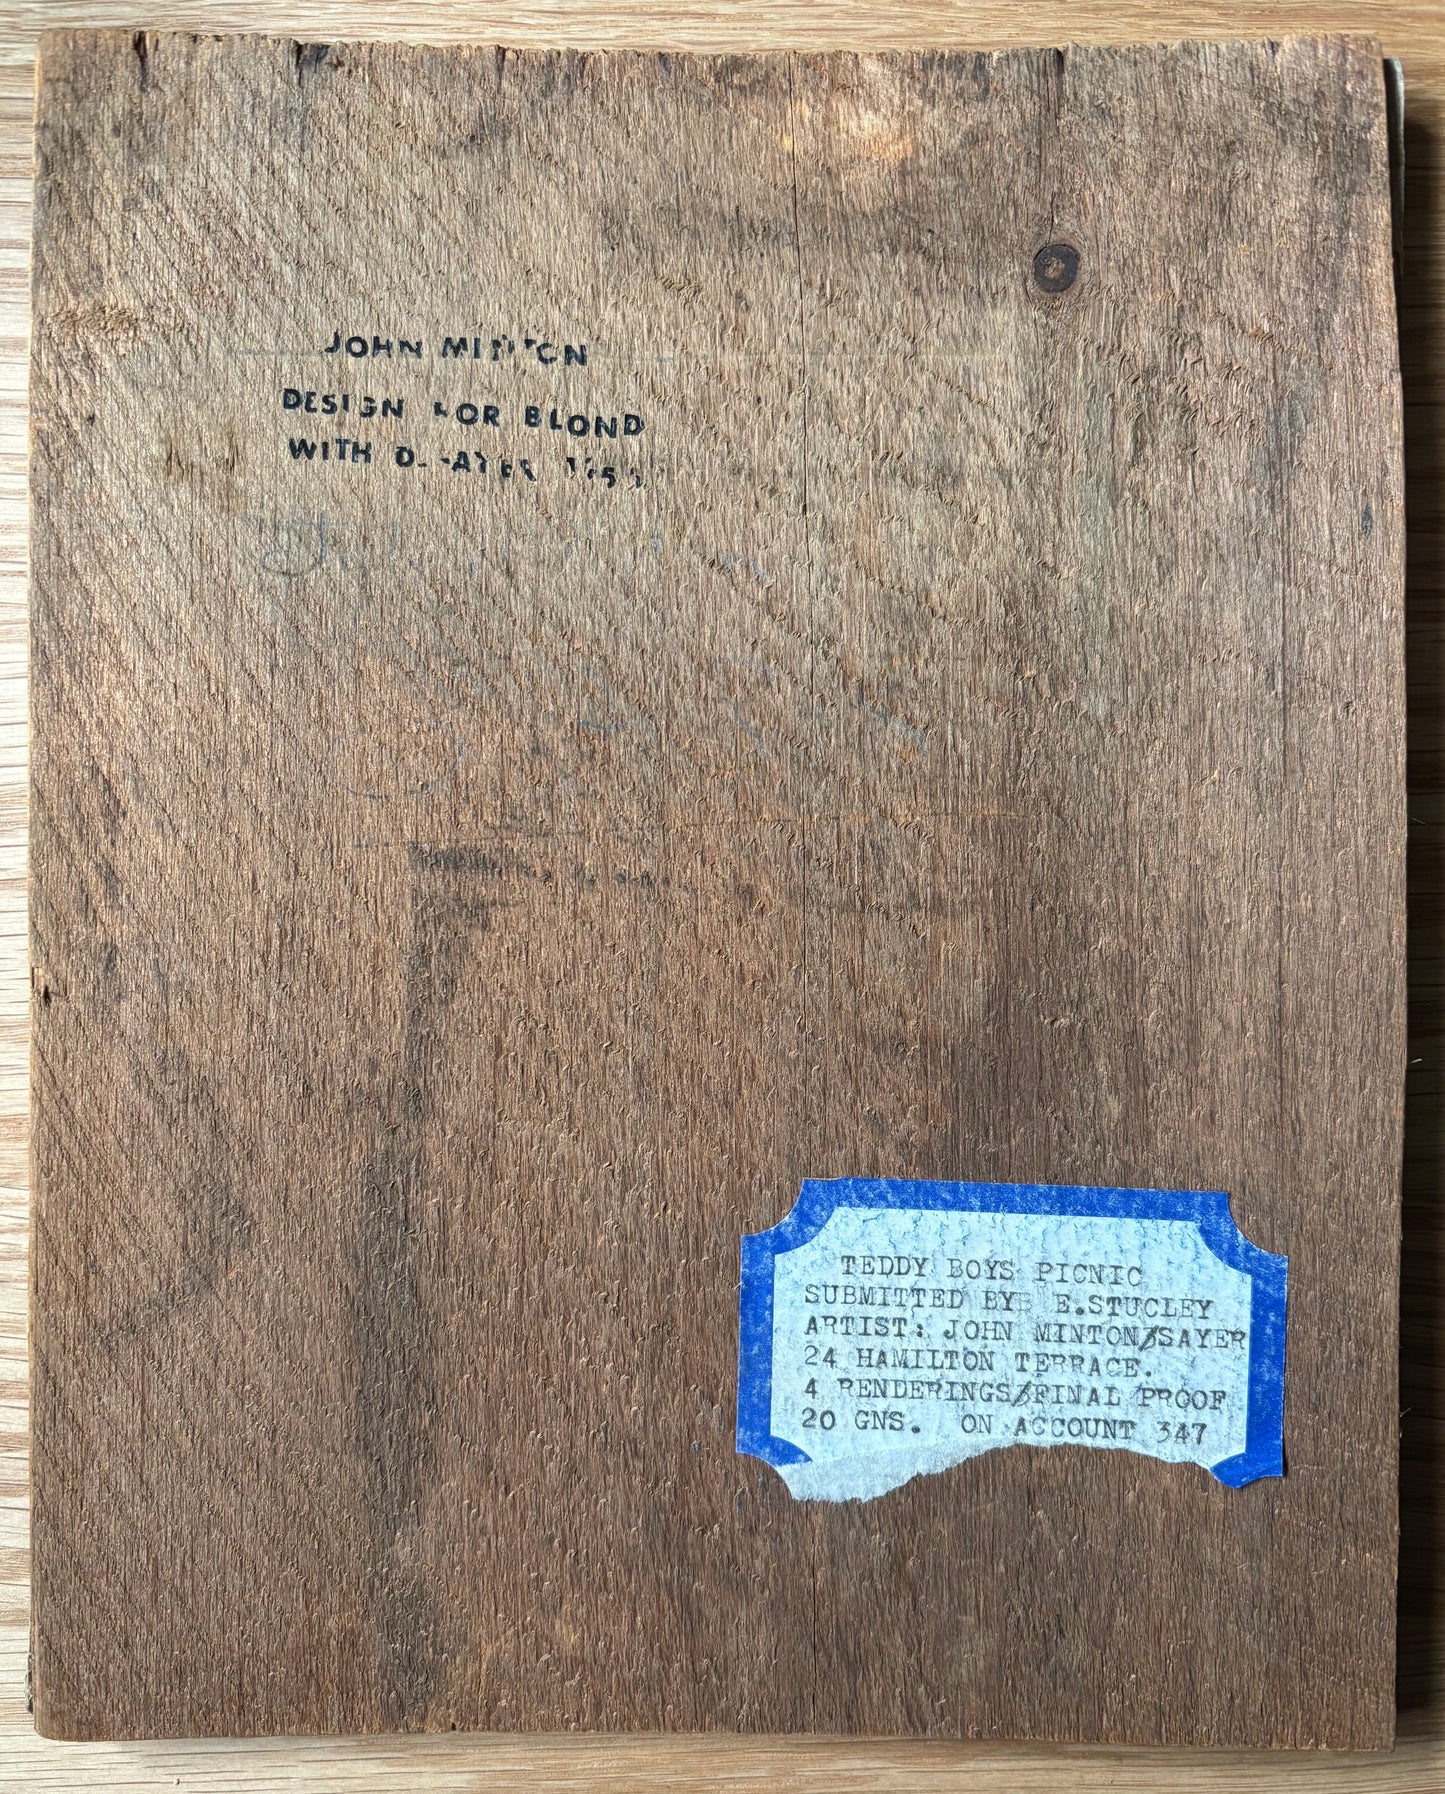 JOHN MINTON
DESIGN FOR BLOND
WITH
TEDDY BOYS PICNIC
SUBMITTED BY E.STUCLEY
ARTIST: JOHN MINTON/SAYER
24 HAMILTON TERRACE.
4 RENDERINGS/FINAL PROOF
20 GNS. ON ACCOUNT 347